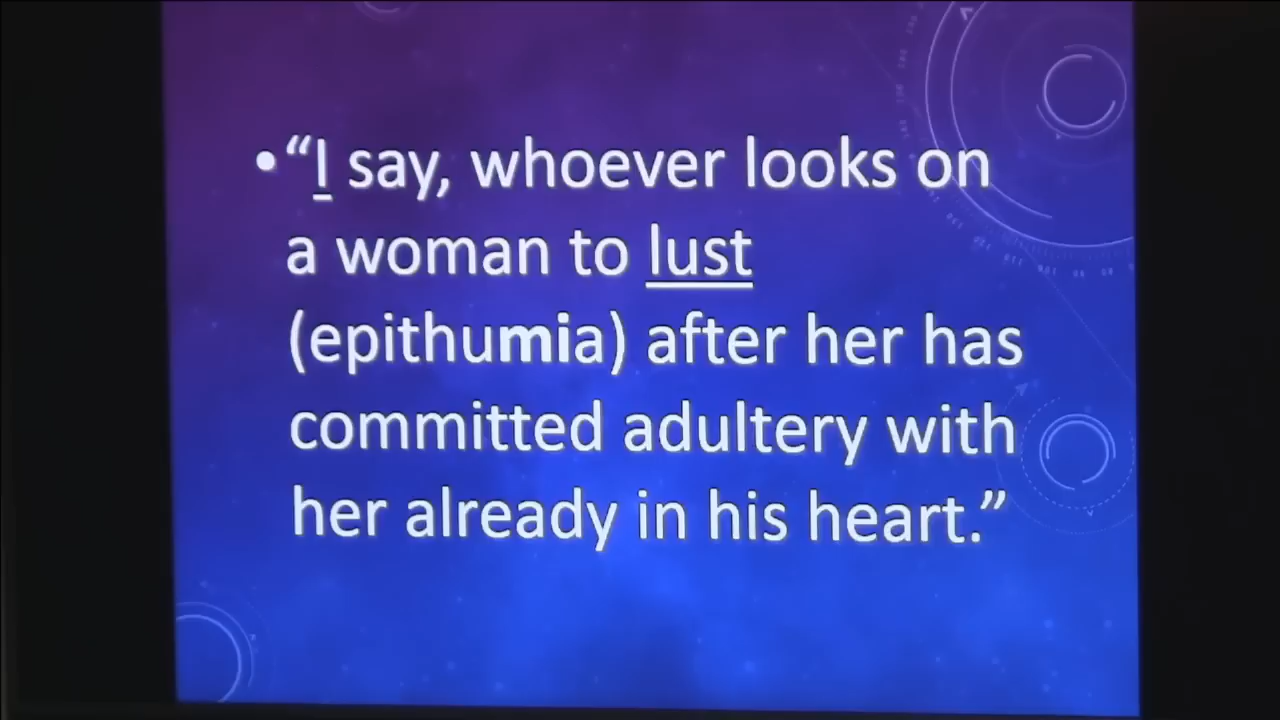 •“I say, whoever looks on
a woman to lust
(epithumia) after her has
committed adultery with
her already in his heart.”